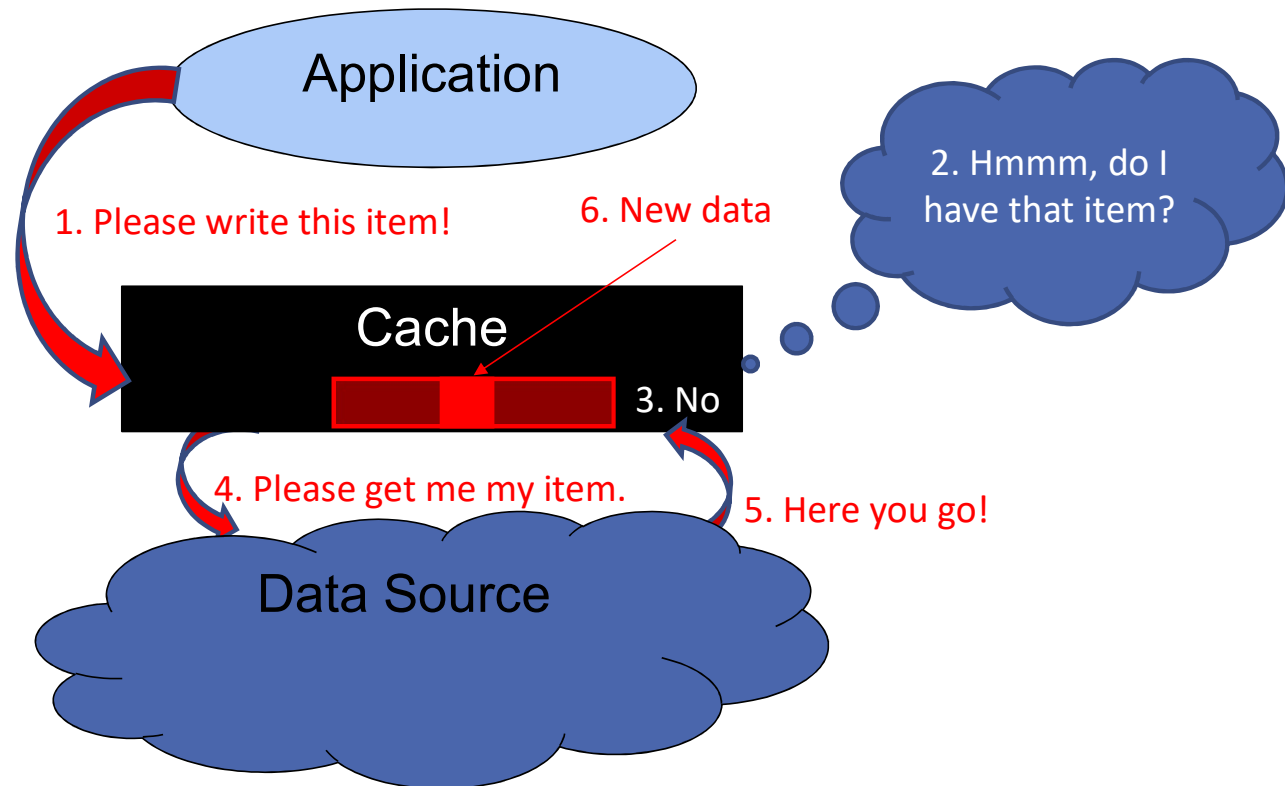 Application
2. Hmmm, do I
have that item?
1. Please write this item!
6. New data
Cache
3. No
4. Please get me my item.
5. Here you go!
Data Source